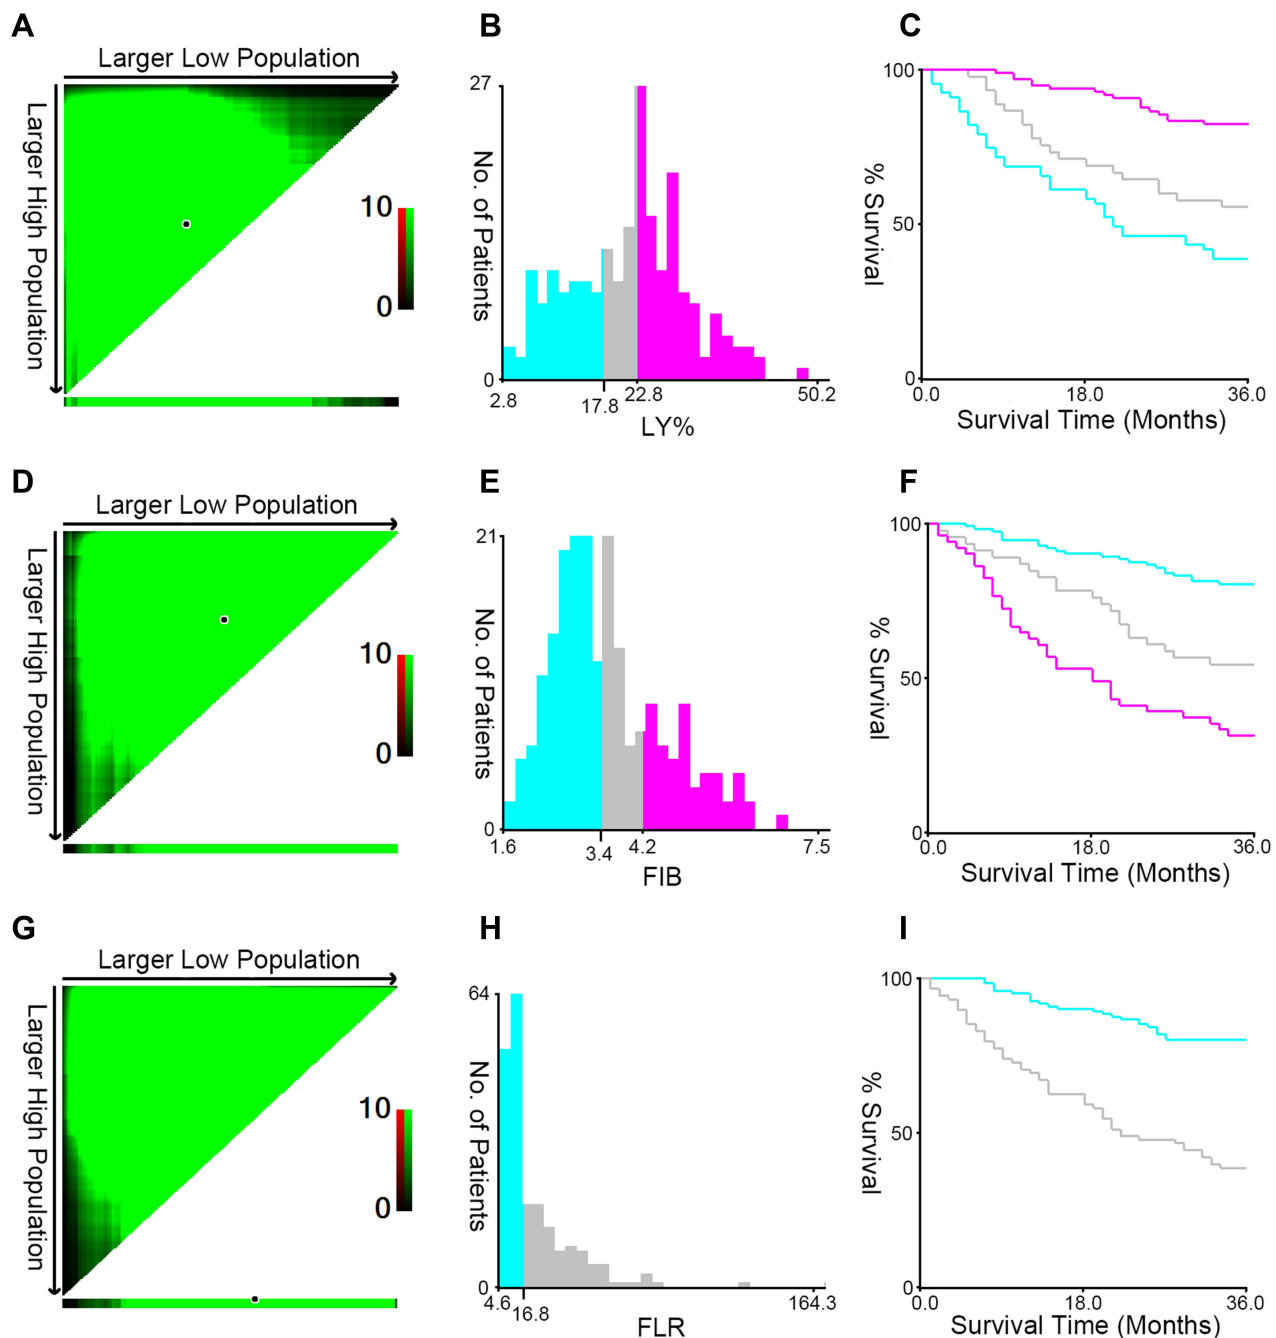 A
Larger Low Population
Larger High Population
10
0
B
27
No. of Patients
0
2.8
17.8
22.8
50.2
LY%
C
100
% Survival
50
0
0.0
18.0
36.0
Survival Time (Months)
D
Larger Low Population
Larger High Population
10
0
E
21
No. of Patients
0
1.6
3.4
4.2
7.5
FIB
F
100
% Survival
50
0
0.0
18.0
36.0
Survival Time (Months)
G
Larger Low Population
Larger High Population
10
0
H
64
No. of Patients
0
4.6
16.8
164.3
FLR
I
100
% Survival
50
0
0.0
18.0
36.0
Survival Time (Months)